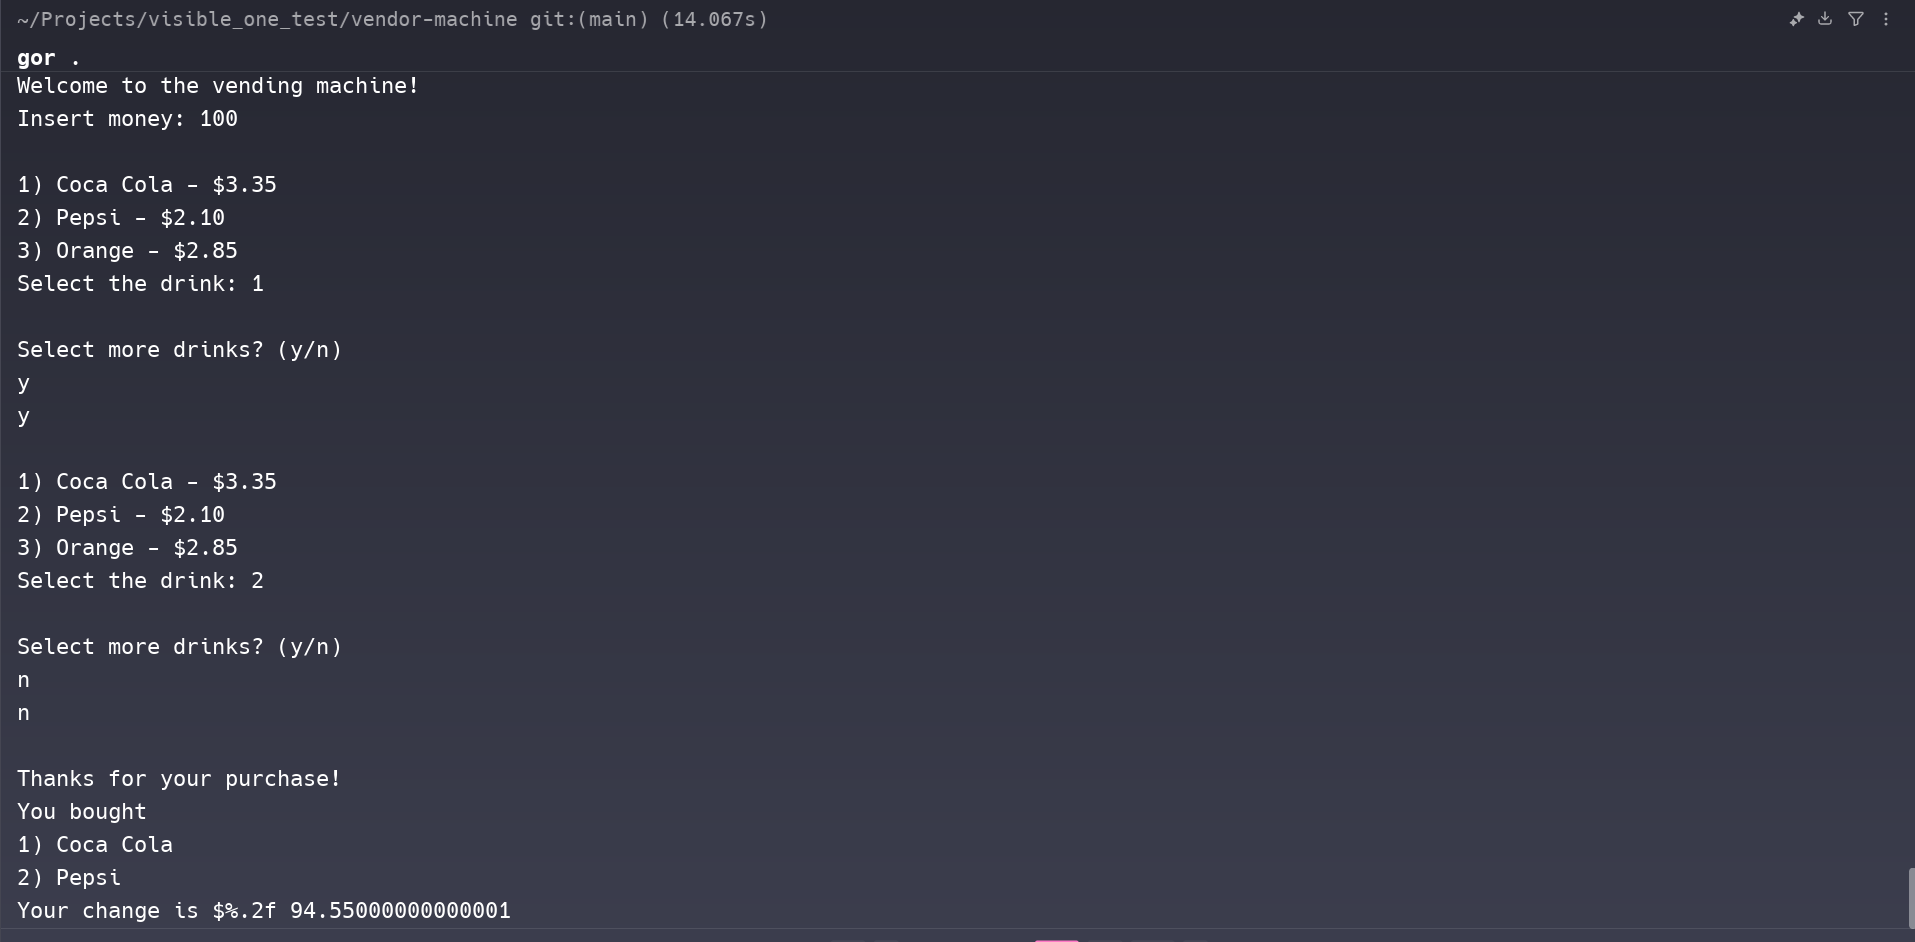 ~/Projects/visible_one_test/vendor-machine git:(main) (14.067s)
gor .
Welcome to the vending machine!
Insert money: 100
1) Coca Cola - $3.35
2) Pepsi - $2.10
3) Orange - $2.85
Select the drink: 1
Select more drinks? (y/n)
y
y
1) Coca Cola - $3.35
2) Pepsi - $2.10
3) Orange - $2.85
Select the drink: 2
Select more drinks? (y/n)
n
n
Thanks for your purchase!
You bought
1) Coca Cola
2) Pepsi
Your change is $%.2f 94.55000000000001